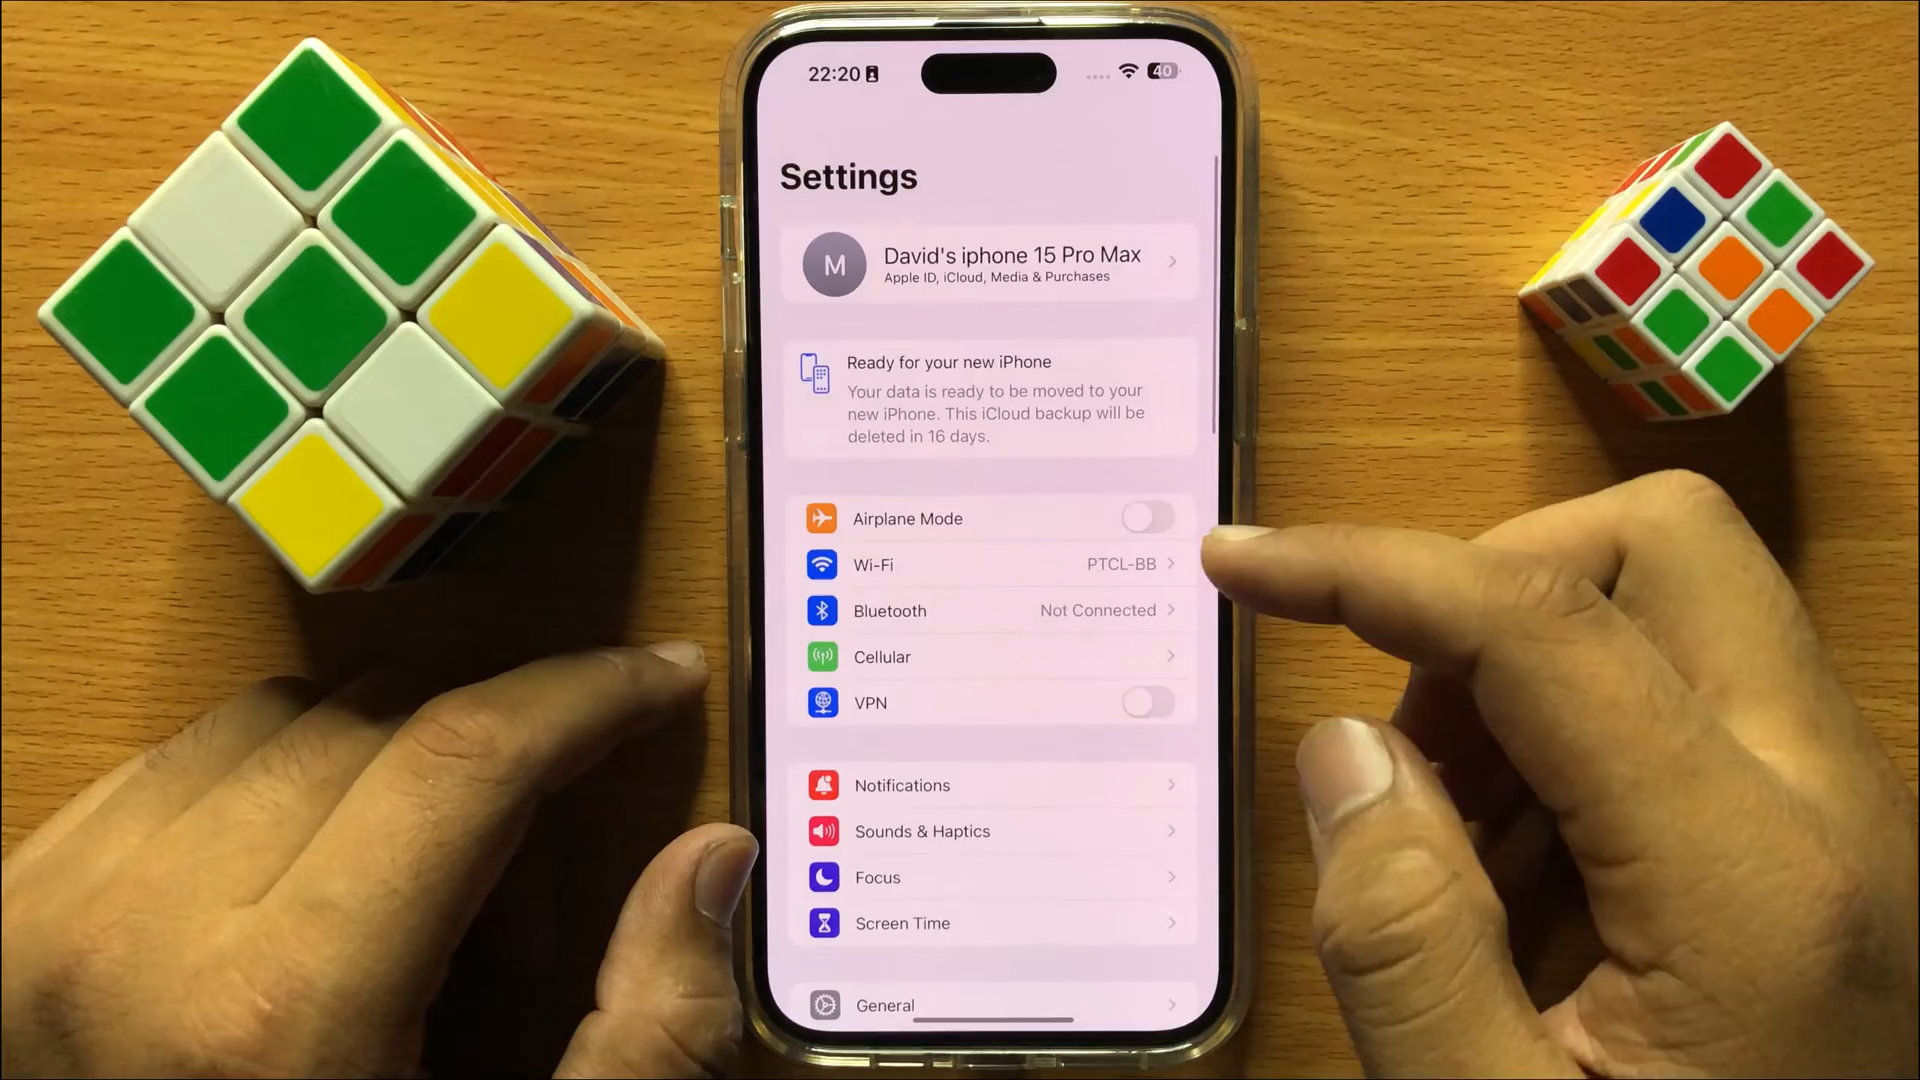 22:20
40
Settings
M
David's iphone 15 Pro Max
Apple ID, iCloud, Media & Purchases
Ready for your new iPhone
Your data is ready to be moved to your
new iPhone. This iCloud backup will be
deleted in 16 days.
Airplane Mode
Wi-Fi PTCL-BB
Bluetooth Not Connected
Cellular
VPN
Notifications
Sounds & Haptics
Focus
Screen Time
General